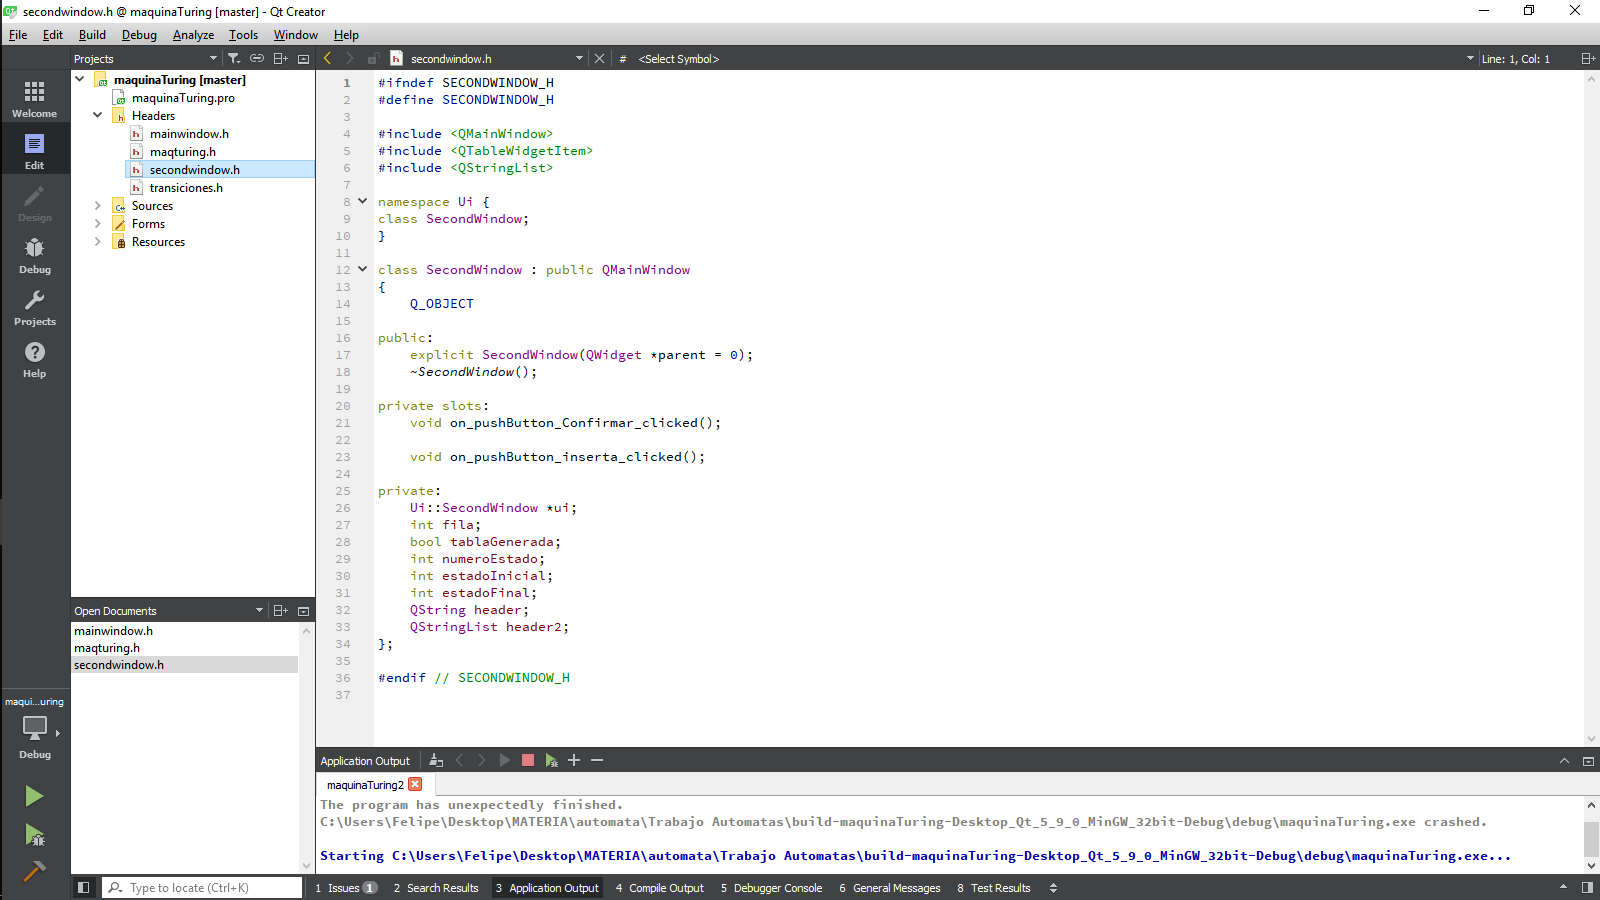 secondwindow.h @ maquinaTuring [master] - Qt Creator
File Edit Build Debug Analyze Tools Window Help
Projects
secondwindow.h
# <Select Symbol>
Line: 1, Col: 1
Welcome
Edit
Design
Debug
Projects
Help
maquinaTuring [master]
maquinaTuring.pro
Headers
mainwindow.h
maqturing.h
secondwindow.h
transiciones.h
Sources
Forms
Resources
1 #ifndef SECONDWINDOW_H
2 #define SECONDWINDOW_H
3
4 #include <QMainWindow>
5 #include <QTableWidgetItem>
6 #include <QStringList>
7
8 namespace Ui {
9 class SecondWindow;
10 }
11
12 class SecondWindow : public QMainWindow
13 {
14 Q_OBJECT
15
16 public:
17 explicit SecondWindow(QWidget *parent = 0);
18 ~SecondWindow();
19
20 private slots:
21 void on_pushButton_Confirmar_clicked();
22
23 void on_pushButton_inserta_clicked();
24
25 private:
26 Ui::SecondWindow *ui;
27 int fila;
28 bool tablaGenerada;
29 int numeroEstado;
30 int estadoInicial;
31 int estadoFinal;
32 QString header;
33 QStringList header2;
34 };
35
36 #endif // SECONDWINDOW_H
37
Open Documents
mainwindow.h
maqturing.h
secondwindow.h
maqui...uring
Debug
Application Output
maquinaTuring2
The program has unexpectedly finished.
C:\Users\Felipe\Desktop\MATERIA\automata\Trabajo Automatas\build-maquinaTuring-Desktop_Qt_5_9_0_MinGW_32bit-Debug\debug\maquinaTuring.exe crashed.
Starting C:\Users\Felipe\Desktop\MATERIA\automata\Trabajo Automatas\build-maquinaTuring-Desktop_Qt_5_9_0_MinGW_32bit-Debug\debug\maquinaTuring.exe...
Type to locate (Ctrl+K)
1 Issues 1 2 Search Results 3 Application Output 4 Compile Output 5 Debugger Console 6 General Messages 8 Test Results